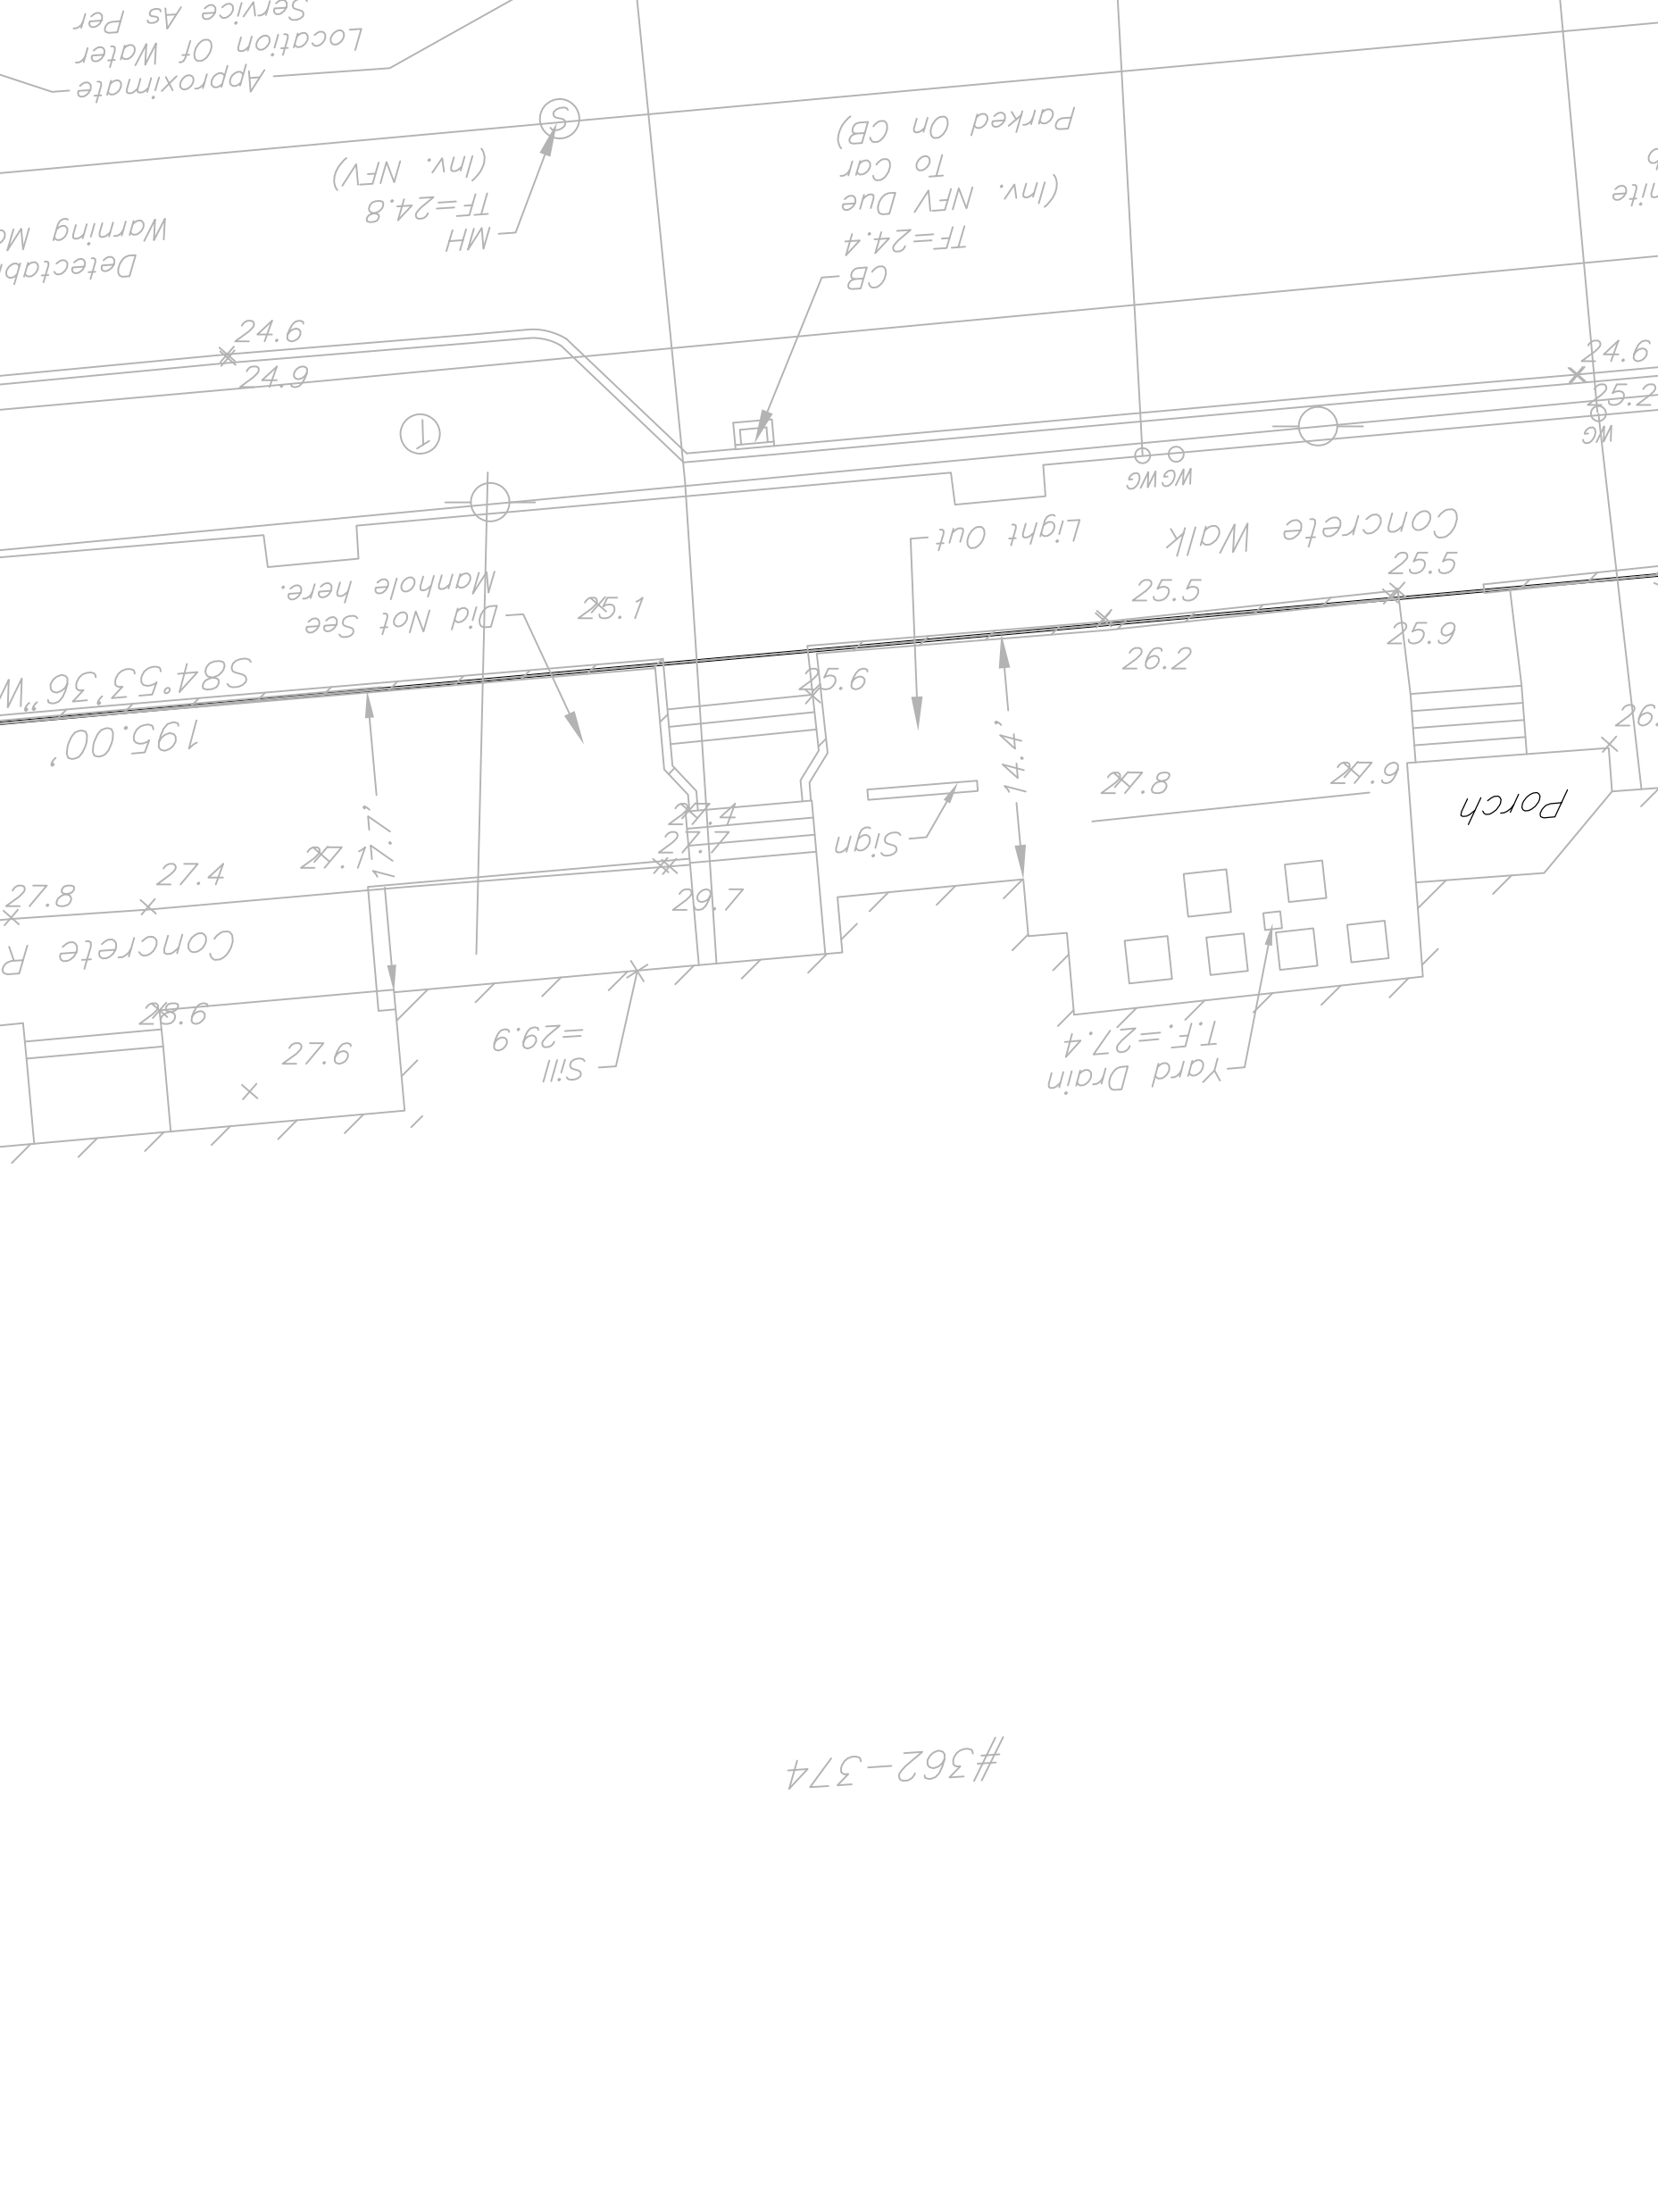 Approximate
Location Of Water
Service As Per
S
MH
TF=24.8
(Inv. NFV)
CB
TF=24.4
(Inv. NFV Due
To Car
Parked On CB)
Warning
24.6
24.9
24.6
25.2
1
WG
WG
WG
Light Out
Concrete Walk
25.5
25.5
25.9
26.2
Did Not See
Manhole here.
25.1
S84°53'36"W
195.00'
25.6
14.4'
17.7'
27.8
27.9
Porch
Sign
27.4
27.7
29.7
27.1
27.4
27.8
Concrete
28.6
27.6
Sill
=29.9
Yard Drain
T.F.=27.4
#362-374